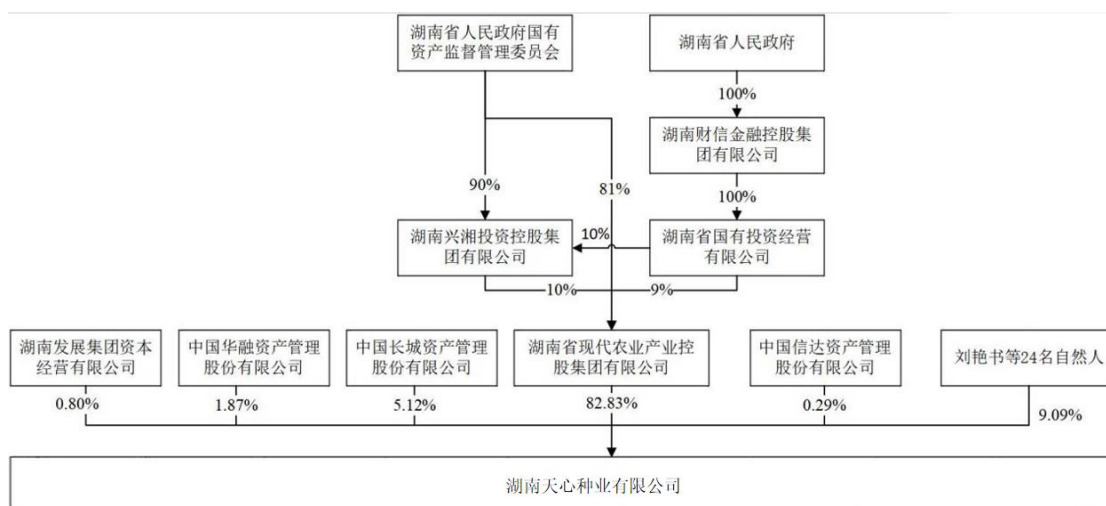 湖南省人民政府国有
资产监督管理委员会
湖南省人民政府
100%
湖南财信金融控股集
团有限公司
90%
81%
100%
湖南兴湘投资控股集
团有限公司
10%
湖南省国有投资经营
有限公司
10%
9%
湖南发展集团资本
经营有限公司
中国华融资产管理
股份有限公司
中国长城资产管理
股份有限公司
湖南省现代农业产业控
股集团有限公司
中国信达资产管理
股份有限公司
刘艳书等24名自然人
0.80%
1.87%
5.12%
82.83%
0.29%
9.09%
湖南天心种业有限公司